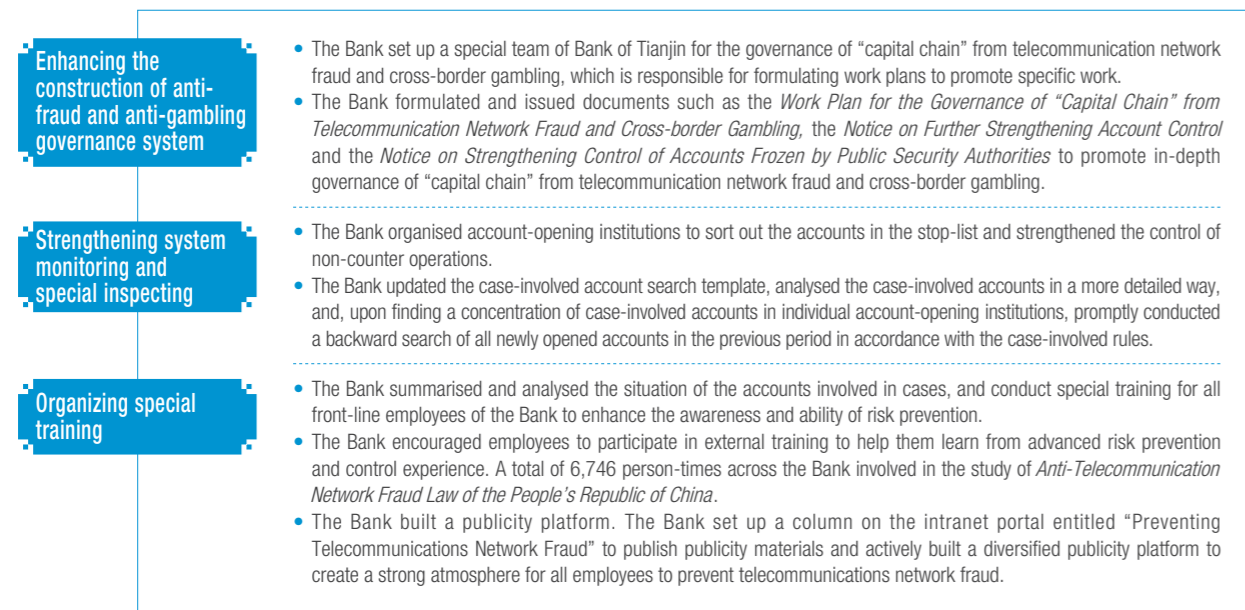 Enhancing the
construction of anti-
fraud and anti-gambling
governance system
• The Bank set up a special team of Bank of Tianjin for the governance of “capital chain” from telecommunication network
fraud and cross-border gambling, which is responsible for formulating work plans to promote specific work.
• The Bank formulated and issued documents such as the Work Plan for the Governance of “Capital Chain” from
Telecommunication Network Fraud and Cross-border Gambling, the Notice on Further Strengthening Account Control
and the Notice on Strengthening Control of Accounts Frozen by Public Security Authorities to promote in-depth
governance of “capital chain” from telecommunication network fraud and cross-border gambling.
Strengthening system
monitoring and
special inspecting
• The Bank organised account-opening institutions to sort out the accounts in the stop-list and strengthened the control of
non-counter operations.
• The Bank updated the case-involved account search template, analysed the case-involved accounts in a more detailed way,
and, upon finding a concentration of case-involved accounts in individual account-opening institutions, promptly conducted
a backward search of all newly opened accounts in the previous period in accordance with the case-involved rules.
Organizing special
training
• The Bank summarised and analysed the situation of the accounts involved in cases, and conduct special training for all
front-line employees of the Bank to enhance the awareness and ability of risk prevention.
• The Bank encouraged employees to participate in external training to help them learn from advanced risk prevention
and control experience. A total of 6,746 person-times across the Bank involved in the study of Anti-Telecommunication
Network Fraud Law of the People’s Republic of China.
• The Bank built a publicity platform. The Bank set up a column on the intranet portal entitled “Preventing
Telecommunications Network Fraud” to publish publicity materials and actively built a diversified publicity platform to
create a strong atmosphere for all employees to prevent telecommunications network fraud.